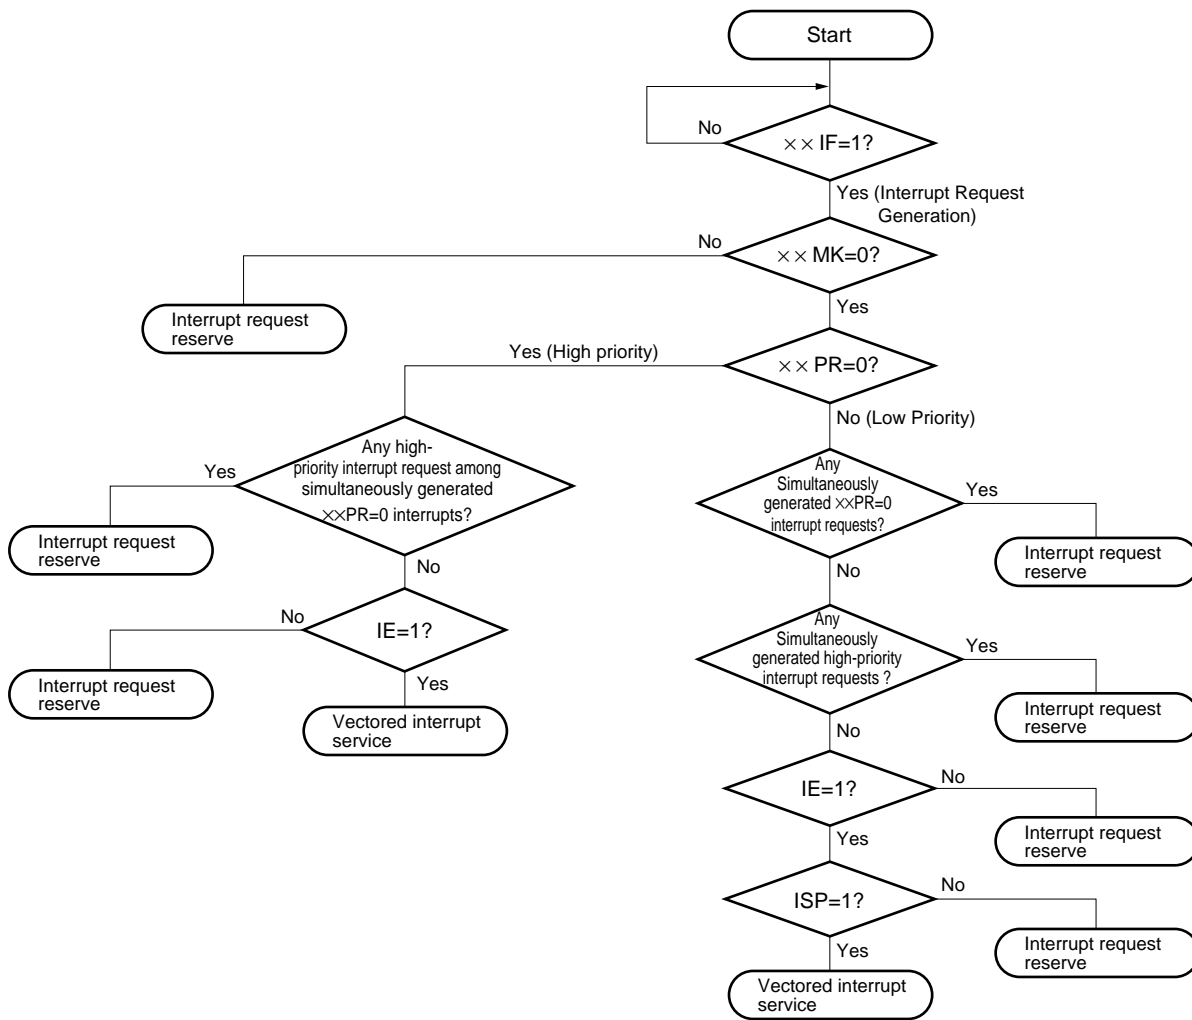 Start
No
×× IF=1?
Yes (Interrupt Request
Generation)
No
×× MK=0?
Interrupt request
reserve
Yes
Yes (High priority)
×× PR=0?
No (Low Priority)
Any high-
priority interrupt request among
simultaneously generated
××PR=0 interrupts?
Yes
Interrupt request
reserve
No
Any
Simultaneously
generated ××PR=0
interrupt requests?
Yes
Interrupt request
reserve
No
No
IE=1?
Interrupt request
reserve
Yes
Vectored interrupt
service
Any
Simultaneously
generated high-priority
interrupt requests ?
Yes
Interrupt request
reserve
No
IE=1?
No
Interrupt request
reserve
Yes
ISP=1?
No
Interrupt request
reserve
Yes
Vectored interrupt
service